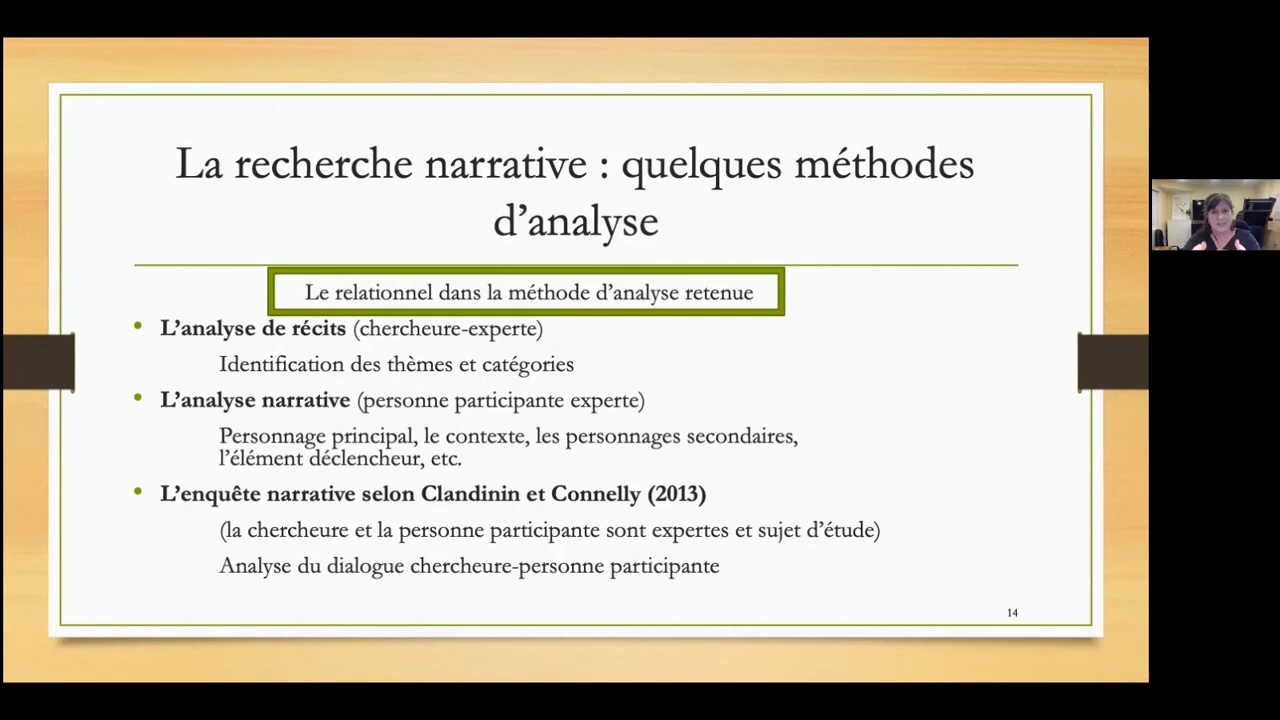 La recherche narrative : quelques méthodes
d'analyse
Le relationnel dans la méthode d'analyse retenue
• L'analyse de récits (chercheure-experte)
Identification des thèmes et catégories
• L'analyse narrative (personne participante experte)
Personnage principal, le contexte, les personnages secondaires,
l'élément déclencheur, etc.
• L'enquête narrative selon Clandinin et Connelly (2013)
(la chercheure et la personne participante sont expertes et sujet d'étude)
Analyse du dialogue chercheure-personne participante
14